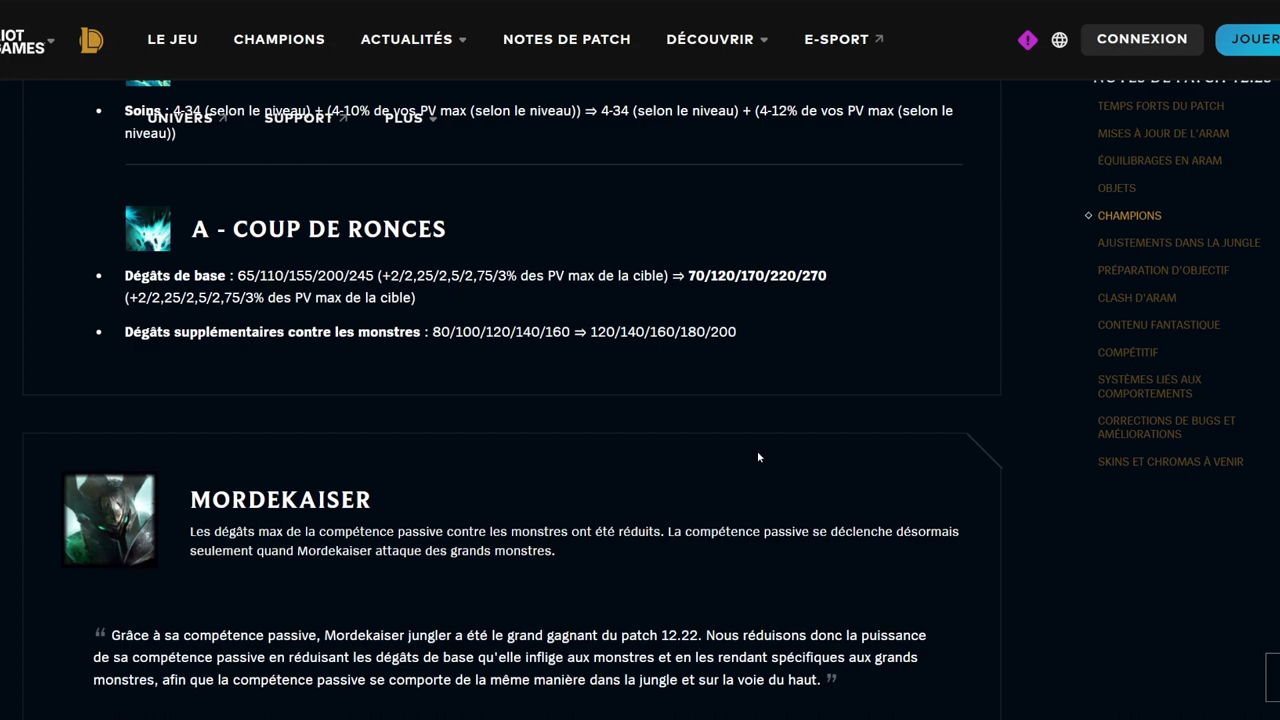 RIOT
GAMES
LE JEU
CHAMPIONS
ACTUALITÉS
NOTES DE PATCH
DÉCOUVRIR
E-SPORT
CONNEXION
JOUER
UNIVERS
SUPPORT
PLUS
Soins : 4-34 (selon le niveau) + (4-10% de vos PV max (selon le niveau)) ⇒ 4-34 (selon le niveau) + (4-12% de vos PV max (selon le
niveau))
A - COUP DE RONCES
Dégâts de base : 65/110/155/200/245 (+2/2,25/2,5/2,75/3% des PV max de la cible) ⇒ 70/120/170/220/270
(+2/2,25/2,5/2,75/3% des PV max de la cible)
Dégâts supplémentaires contre les monstres : 80/100/120/140/160 ⇒ 120/140/160/180/200
MORDEKAISER
Les dégâts max de la compétence passive contre les monstres ont été réduits. La compétence passive se déclenche désormais
seulement quand Mordekaiser attaque des grands monstres.
“ Grâce à sa compétence passive, Mordekaiser jungler a été le grand gagnant du patch 12.22. Nous réduisons donc la puissance
de sa compétence passive en réduisant les dégâts de base qu'elle inflige aux monstres et en les rendant spécifiques aux grands
monstres, afin que la compétence passive se comporte de la même manière dans la jungle et sur la voie du haut. ”
NOTES DE PATCH 12.23
TEMPS FORTS DU PATCH
MISES À JOUR DE L'ARAM
ÉQUILIBRAGES EN ARAM
OBJETS
CHAMPIONS
AJUSTEMENTS DANS LA JUNGLE
PRÉPARATION D'OBJECTIF
CLASH D'ARAM
CONTENU FANTASTIQUE
COMPÉTITIF
SYSTÈMES LIÉS AUX
COMPORTEMENTS
CORRECTIONS DE BUGS ET
AMÉLIORATIONS
SKINS ET CHROMAS À VENIR